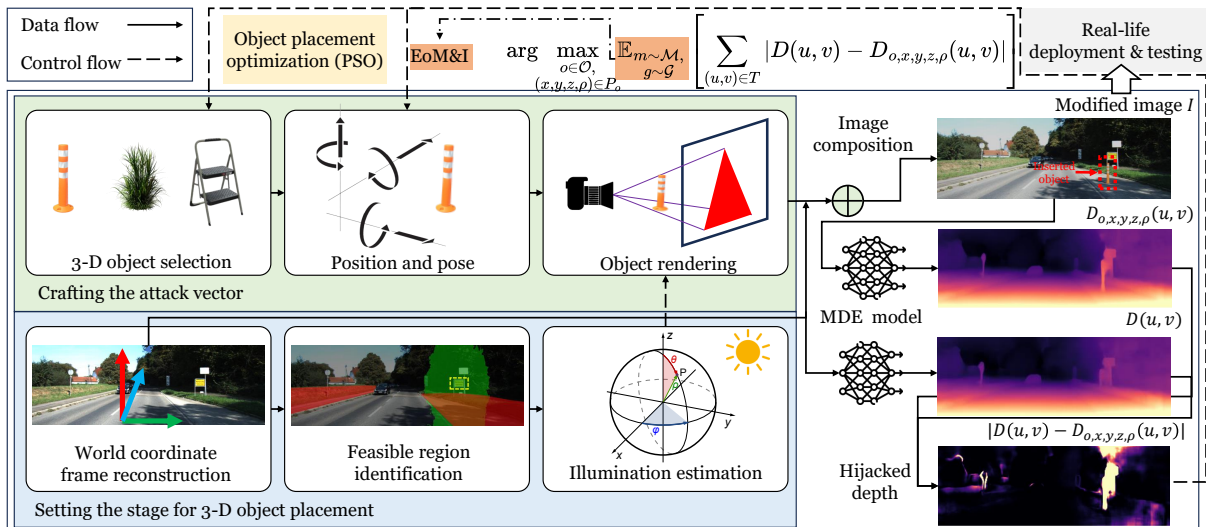 Data flow
Control flow
Object placement
optimization (PSO)
EoM&I
arg max
o∈𝒪,
(x,y,z,ρ)∈P_o
𝔼_{m∼ℳ, g∼𝒢}
[∑_{(u,v)∈T} |D(u,v) − D_{o,x,y,z,ρ}(u,v)|]
Real-life
deployment & testing
3-D object selection
Position and pose
Object rendering
Crafting the attack vector
Image
composition
Modified image I
Inserted
object
D_{o,x,y,z,ρ}(u,v)
MDE model
D(u,v)
World coordinate
frame reconstruction
Feasible region
identification
z
θ
P
ρ
y
φ
x
Illumination estimation
Setting the stage for 3-D object placement
|D(u,v) − D_{o,x,y,z,ρ}(u,v)|
Hijacked
depth